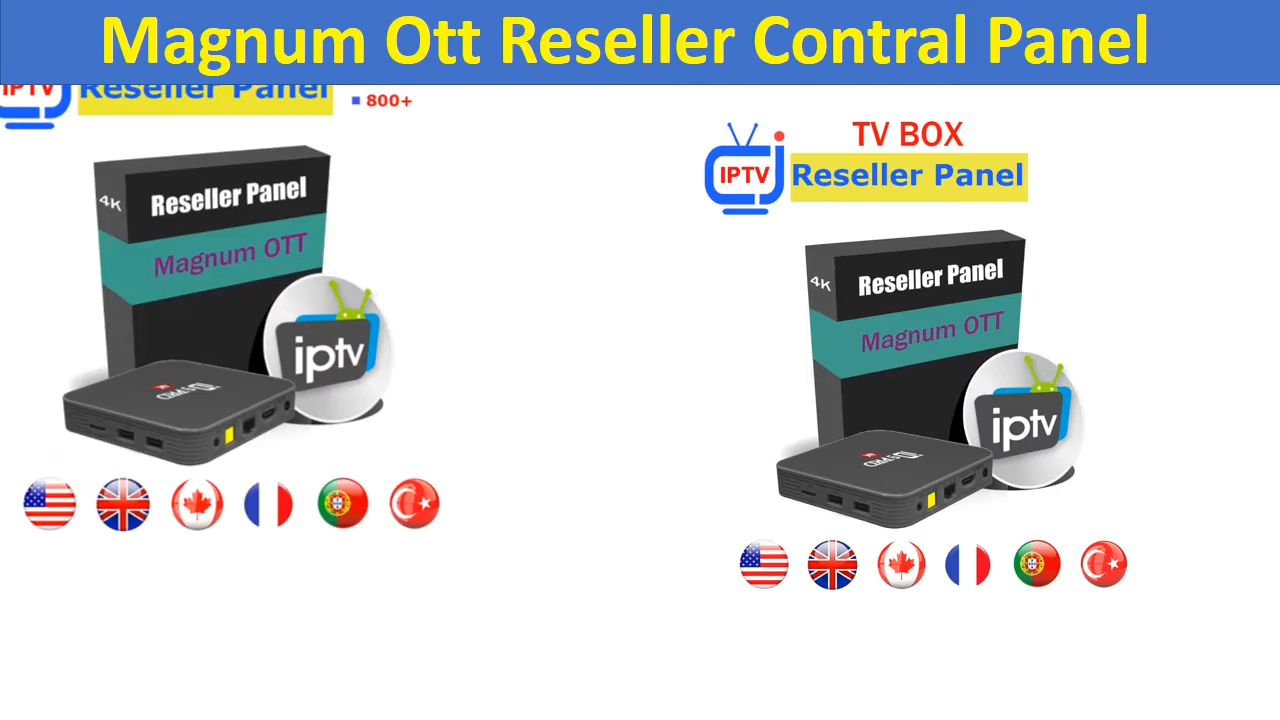 Magnum Ott Reseller Contral Panel
IPTV
Reseller Panel
800+
4K
Reseller Panel
Magnum OTT
iptv
TV BOX
IPTV
Reseller Panel
4K
Reseller Panel
Magnum OTT
iptv